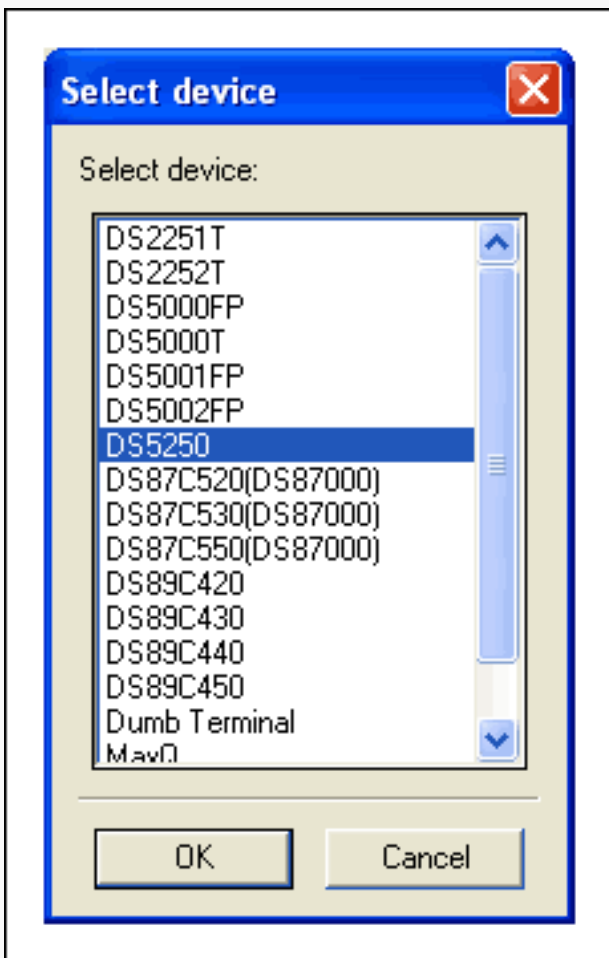 Select device
Select device:
DS2251T
DS2252T
DS5000FP
DS5000T
DS5001FP
DS5002FP
DS5250
DS87C520(DS87000)
DS87C530(DS87000)
DS87C550(DS87000)
DS89C420
DS89C430
DS89C440
DS89C450
Dumb Terminal
OK
Cancel